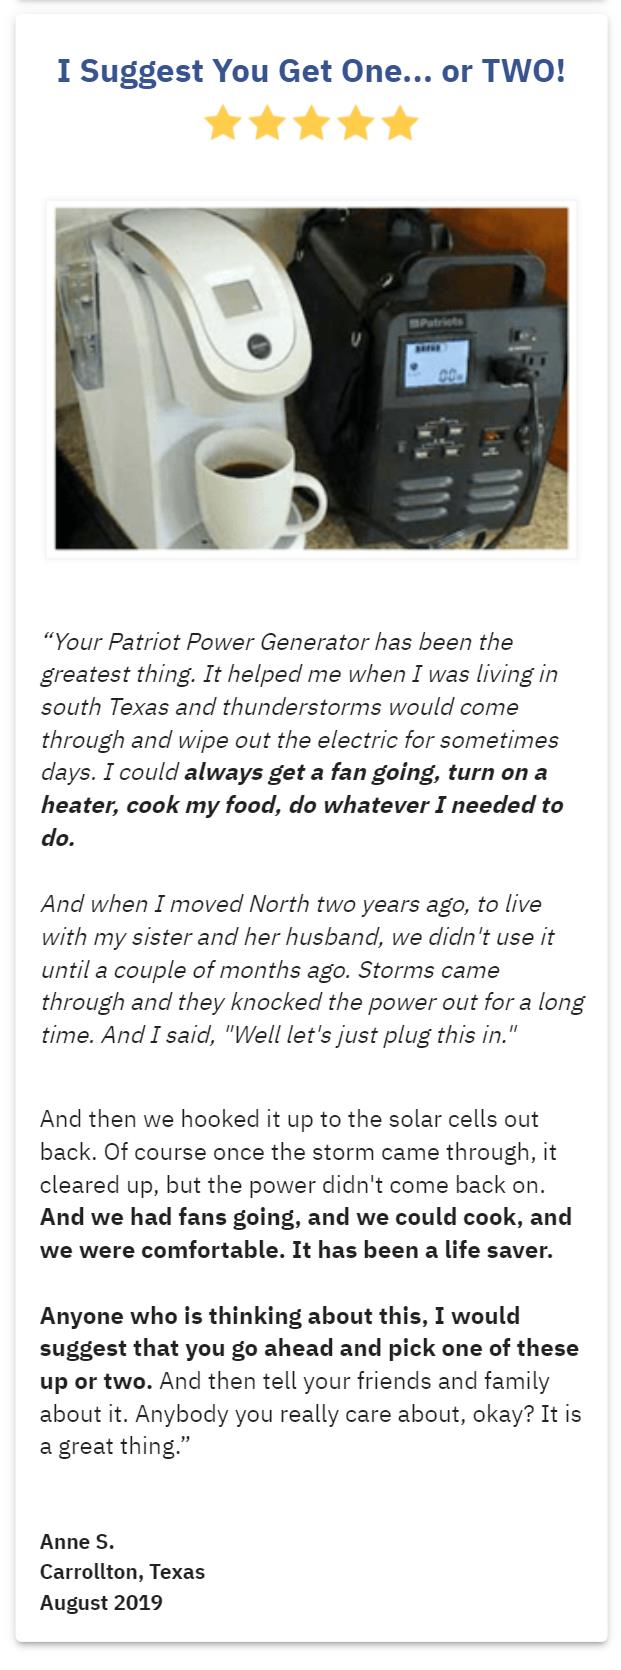 I Suggest You Get One... or TWO!
Patriots
00
“Your Patriot Power Generator has been the
greatest thing. It helped me when I was living in
south Texas and thunderstorms would come
through and wipe out the electric for sometimes
days. I could always get a fan going, turn on a
heater, cook my food, do whatever I needed to
do.
And when I moved North two years ago, to live
with my sister and her husband, we didn't use it
until a couple of months ago. Storms came
through and they knocked the power out for a long
time. And I said, "Well let's just plug this in."
And then we hooked it up to the solar cells out
back. Of course once the storm came through, it
cleared up, but the power didn't come back on.
And we had fans going, and we could cook, and
we were comfortable. It has been a life saver.
Anyone who is thinking about this, I would
suggest that you go ahead and pick one of these
up or two. And then tell your friends and family
about it. Anybody you really care about, okay? It is
a great thing.”
Anne S.
Carrollton, Texas
August 2019